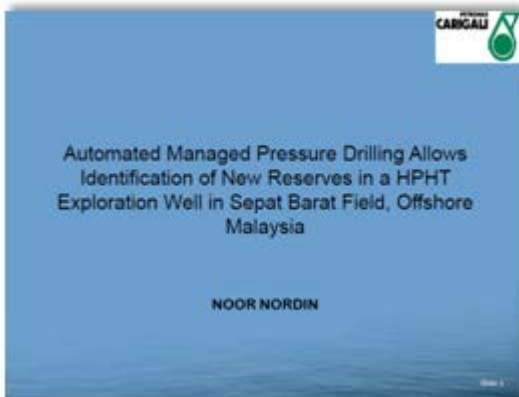 PETRONAS
CARIGALI
Automated Managed Pressure Drilling Allows
Identification of New Reserves in a HPHT
Exploration Well in Sepat Barat Field, Offshore
Malaysia
NOOR NORDIN